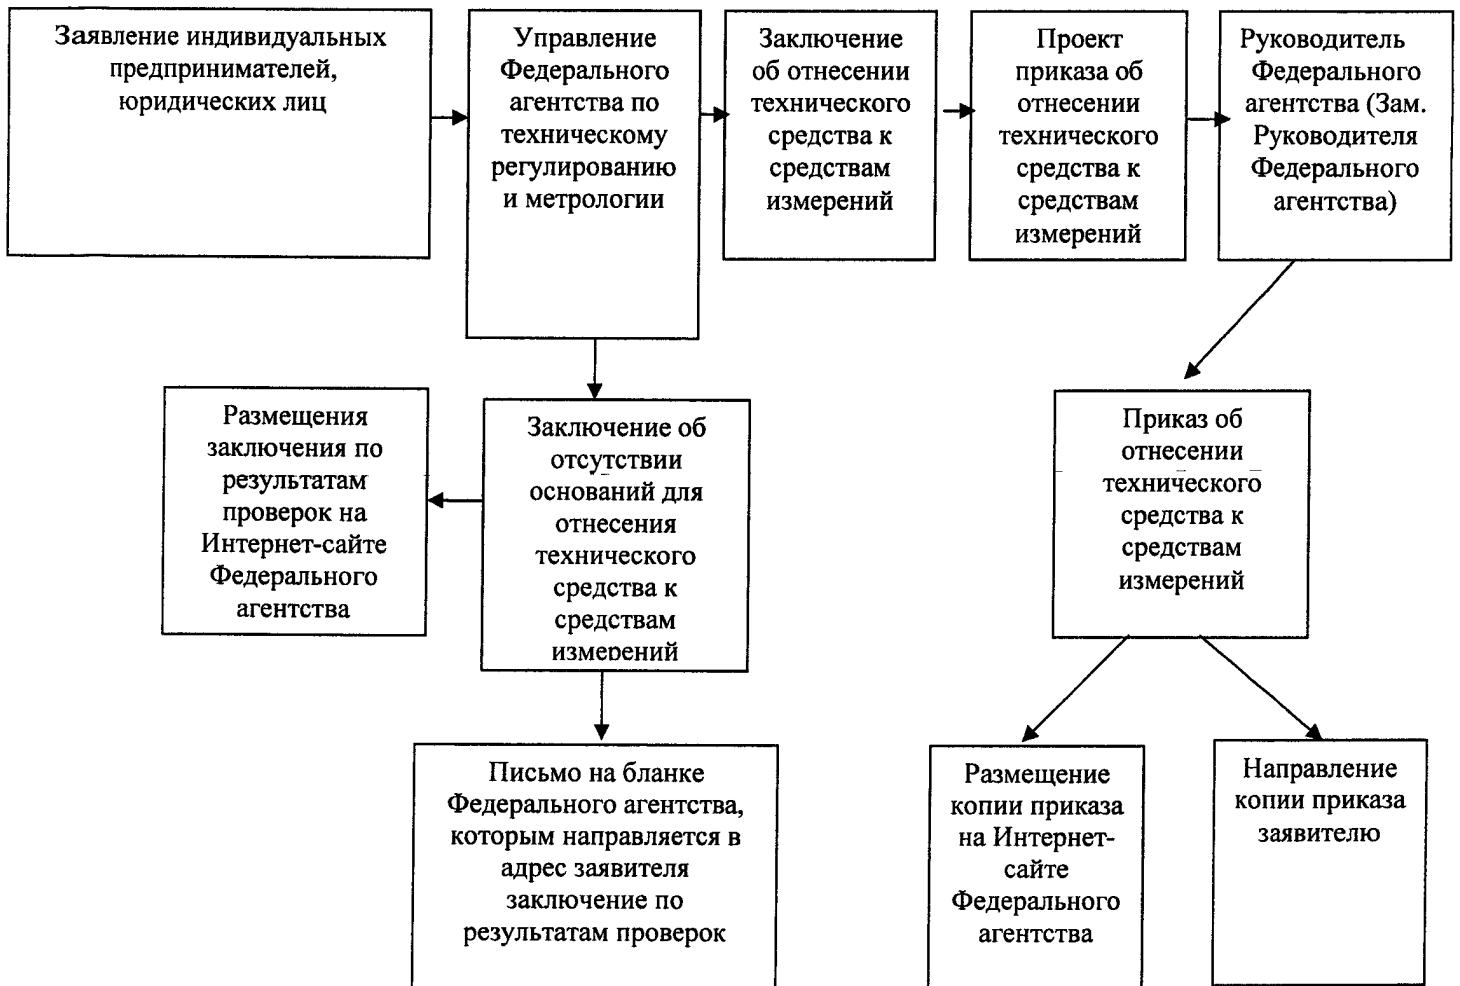 Заявление индивидуальных
предпринимателей,
юридических лиц
Управление
Федерального
агентства по
техническому
регулированию
и метрологии
Заключение
об отнесении
технического
средства к
средствам
измерений
Проект
приказа об
отнесении
технического
средства к
средствам
измерений
Руководитель
Федерального
агентства (Зам.
Руководителя
Федерального
агентства)
Размещения
заключения по
результатам
проверок на
Интернет-сайте
Федерального
агентства
Заключение об
отсутствии
оснований для
отнесения
технического
средства к
средствам
измерений
Приказ об
отнесении
технического
средства к
средствам
измерений
Письмо на бланке
Федерального агентства,
которым направляется в
адрес заявителя
заключение по
результатам проверок
Размещение
копии приказа
на Интернет-
сайте
Федерального
агентства
Направление
копии приказа
заявителю